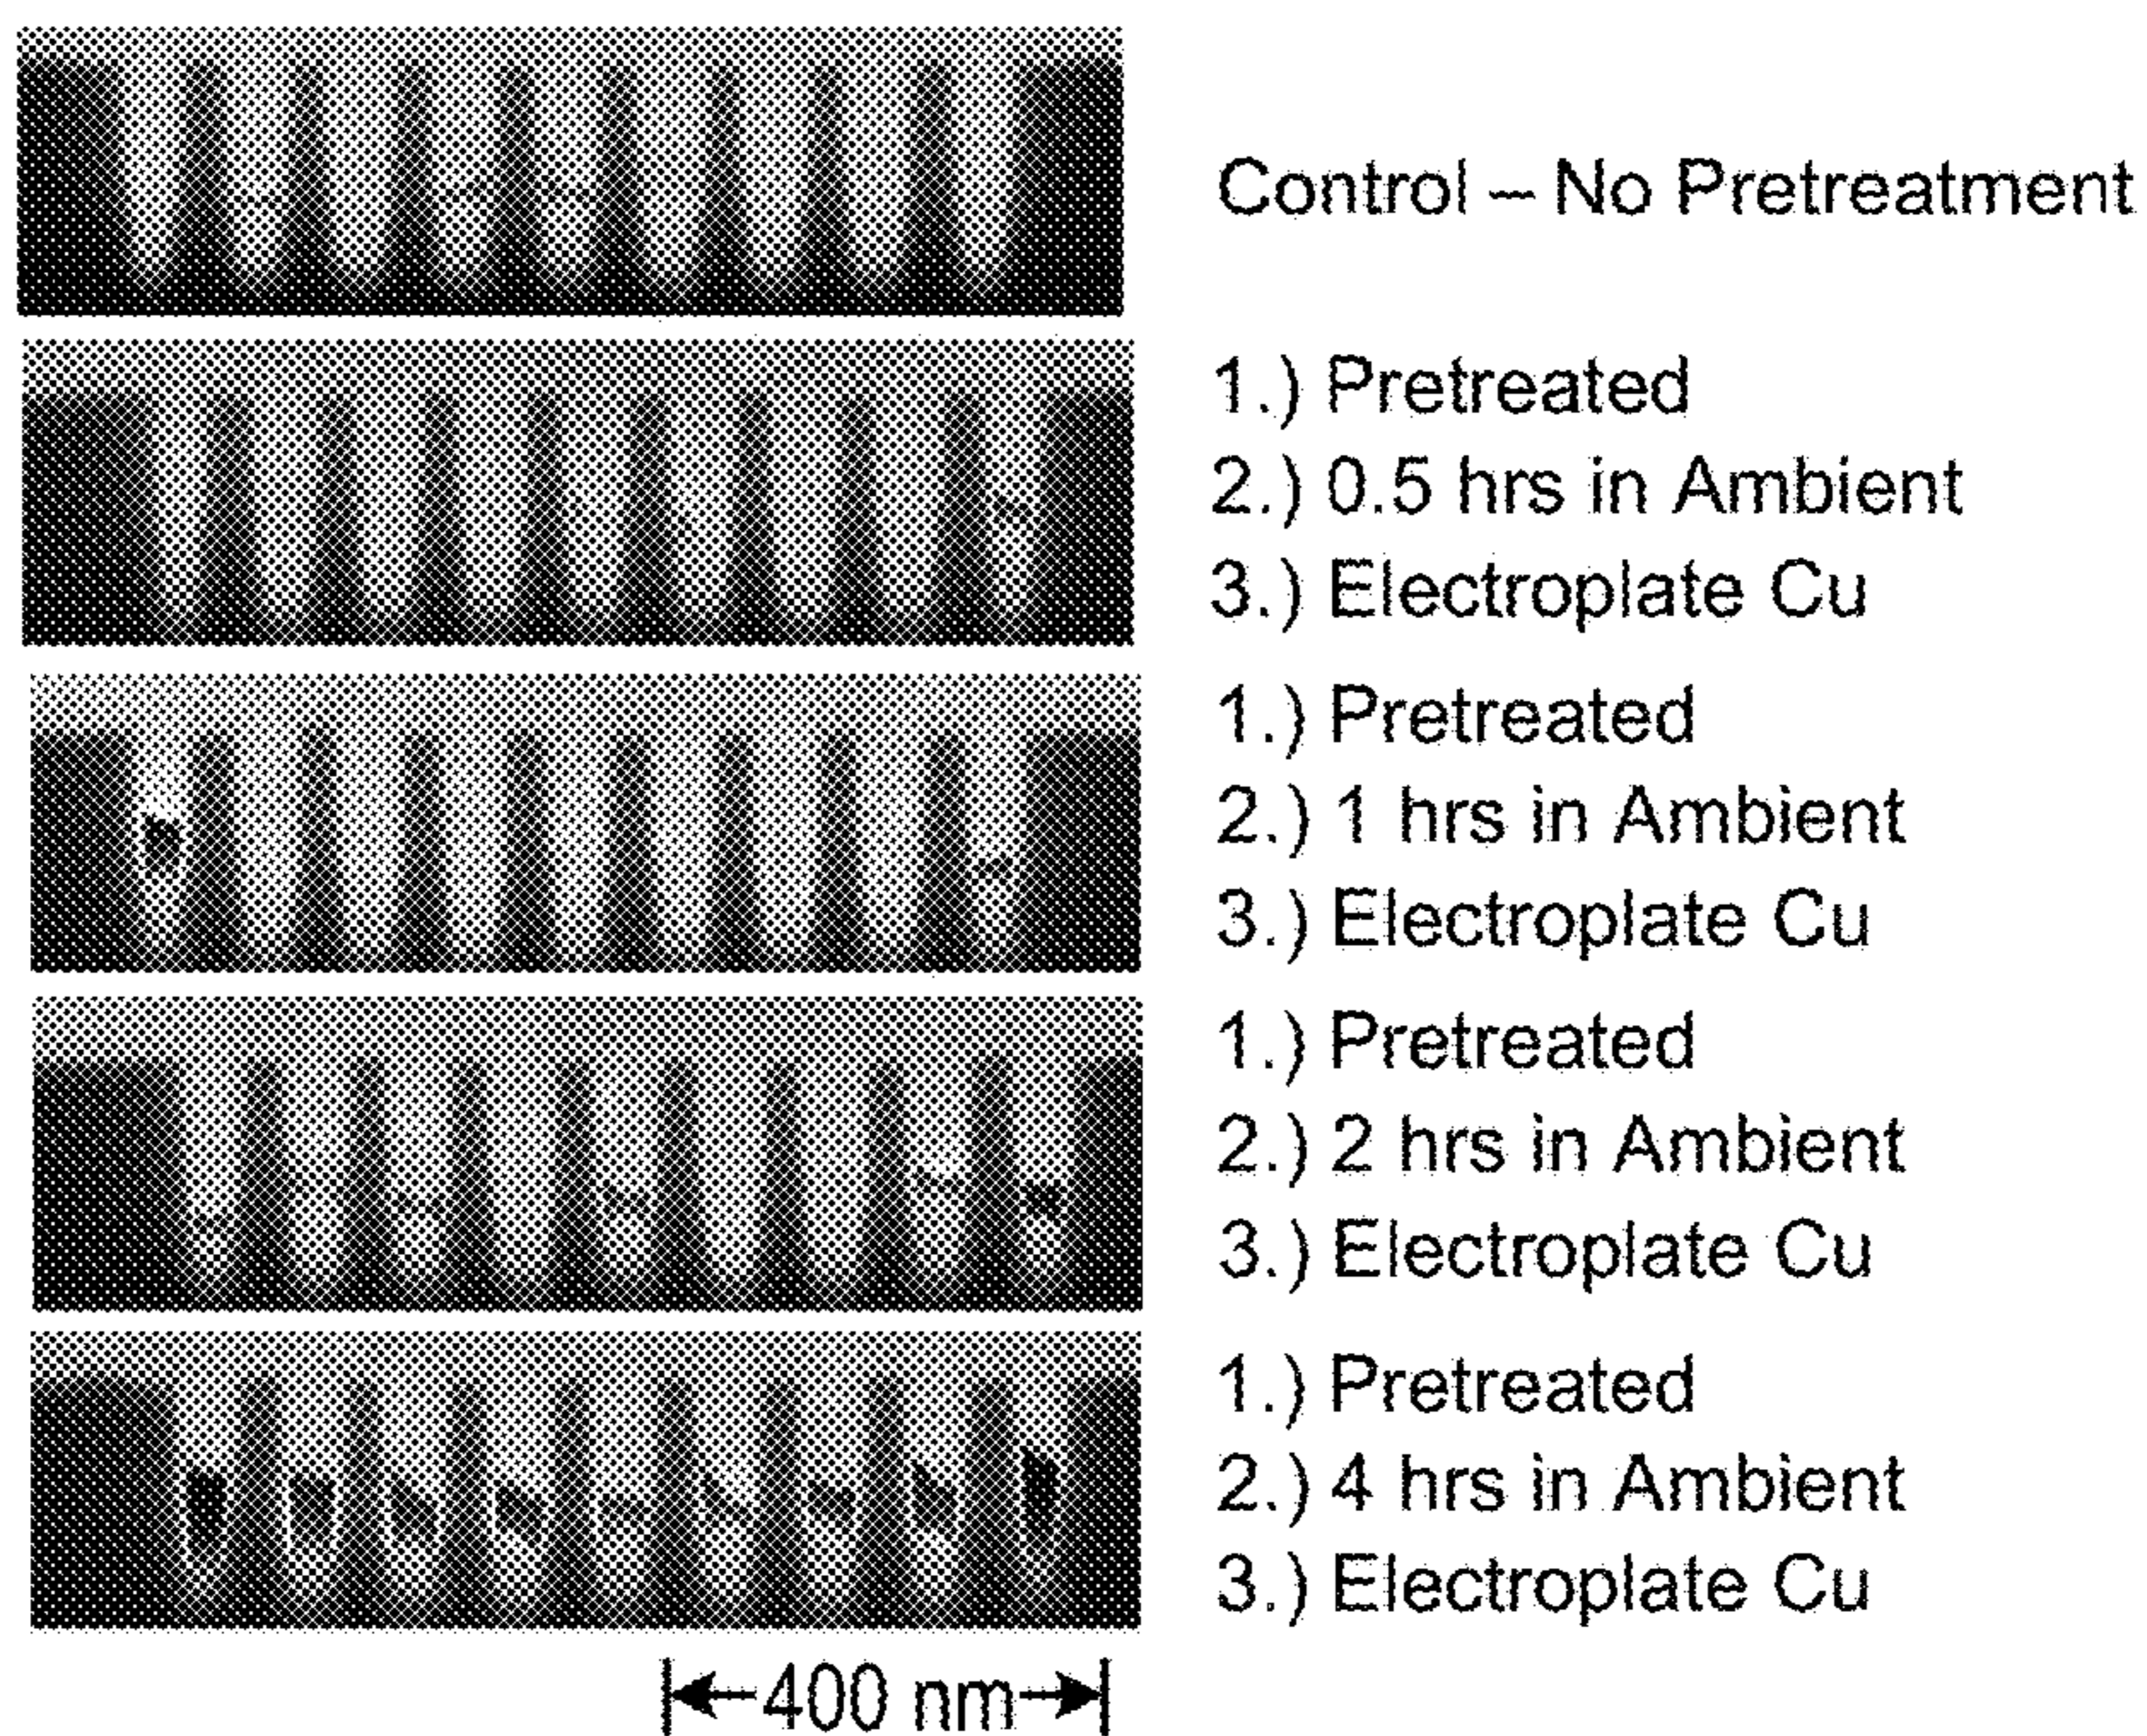 Control – No Pretreatment
1.) Pretreated
2.) 0.5 hrs in Ambient
3.) Electroplate Cu
1.) Pretreated
2.) 1 hrs in Ambient
3.) Electroplate Cu
1.) Pretreated
2.) 2 hrs in Ambient
3.) Electroplate Cu
1.) Pretreated
2.) 4 hrs in Ambient
3.) Electroplate Cu
400 nm